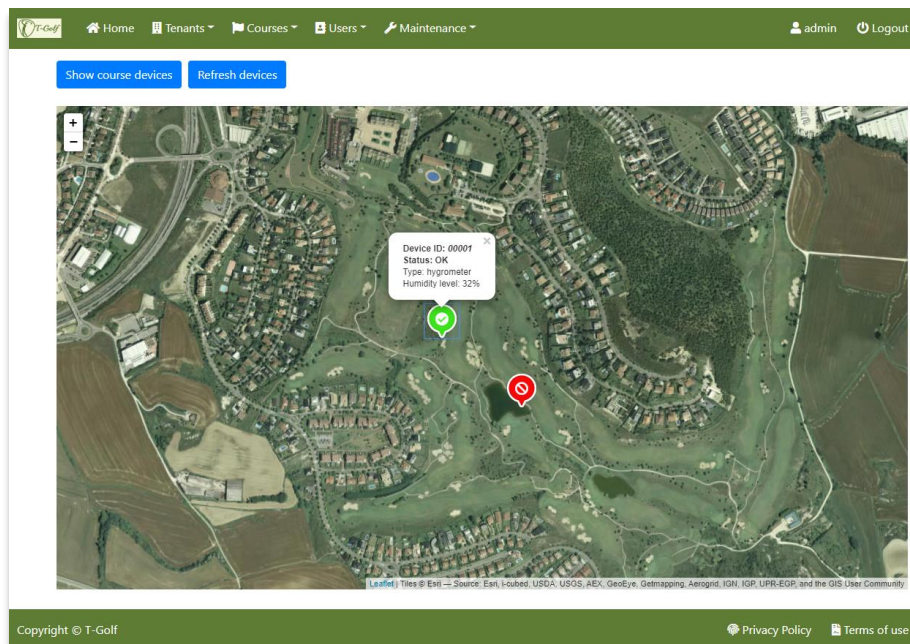 T-Golf Home Tenants Courses Users Maintenance admin Logout
Show course devices Refresh devices
+
−
×
Device ID: 00001
Status: OK
Type: hygrometer
Humidity level: 32%
Leaflet | Tiles © Esri — Source: Esri, i-cubed, USDA, USGS, AEX, GeoEye, Getmapping, Aerogrid, IGN, IGP, UPR-EGP, and the GIS User Community
Copyright © T-Golf Privacy Policy Terms of use